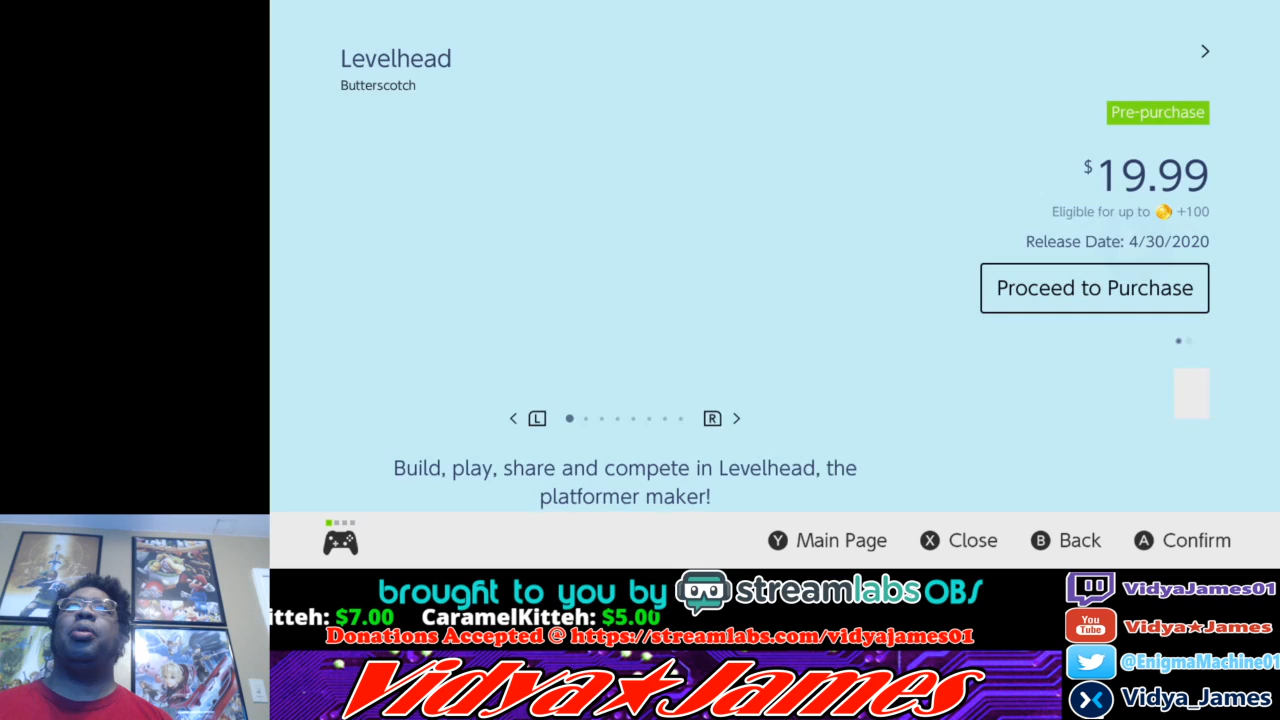 Levelhead
Butterscotch
Pre-purchase
$19.99
Eligible for up to +100
Release Date: 4/30/2020
Proceed to Purchase
L R
Build, play, share and compete in Levelhead, the
platformer maker!
Y Main Page X Close B Back A Confirm
brought to you by streamlabs OBS
itteh: $7.00 CaramelKitteh: $5.00
Donations Accepted @ https://streamlabs.com/vidyajames01
Vidya★James
VidyaJames01
You Tube Vidya★James
@EnigmaMachine01
Vidya_James